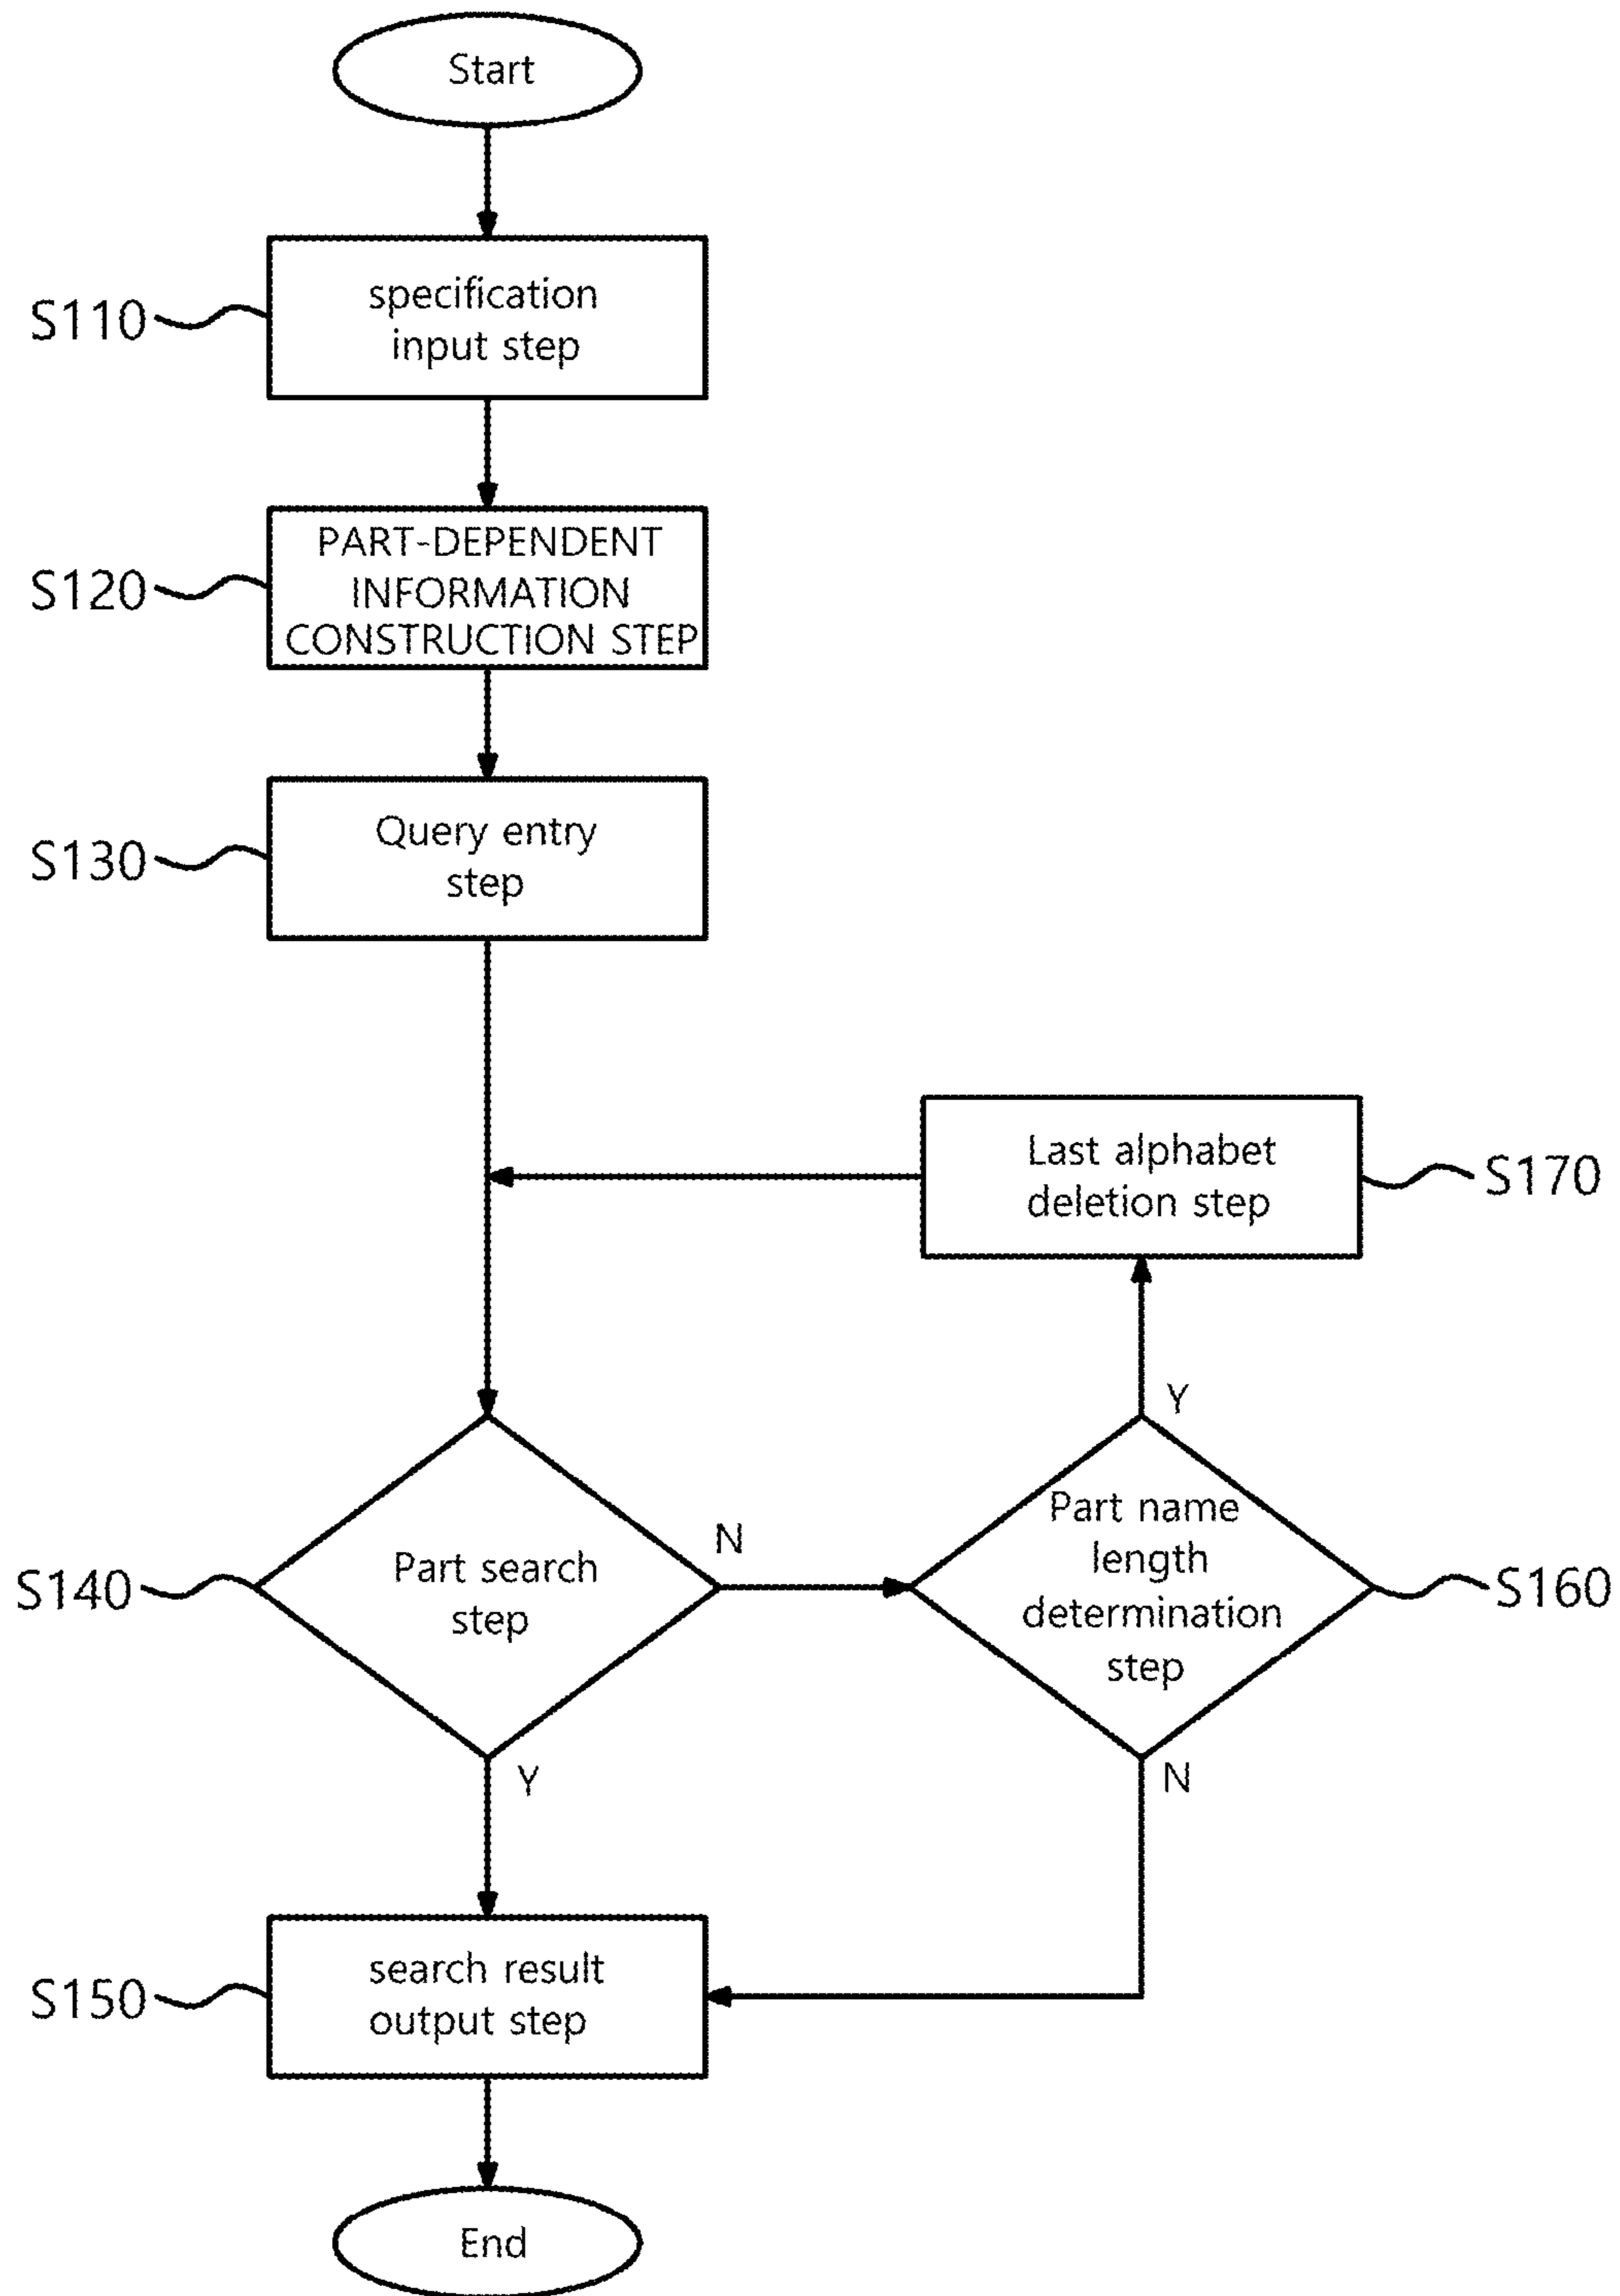 Start
S110
specification
input step
S120
PART-DEPENDENT
INFORMATION
CONSTRUCTION STEP
S130
Query entry
step
Last alphabet
deletion step
S170
Y
S140
Part search
step
N
Part name
length
determination
step
S160
Y
N
S150
search result
output step
End